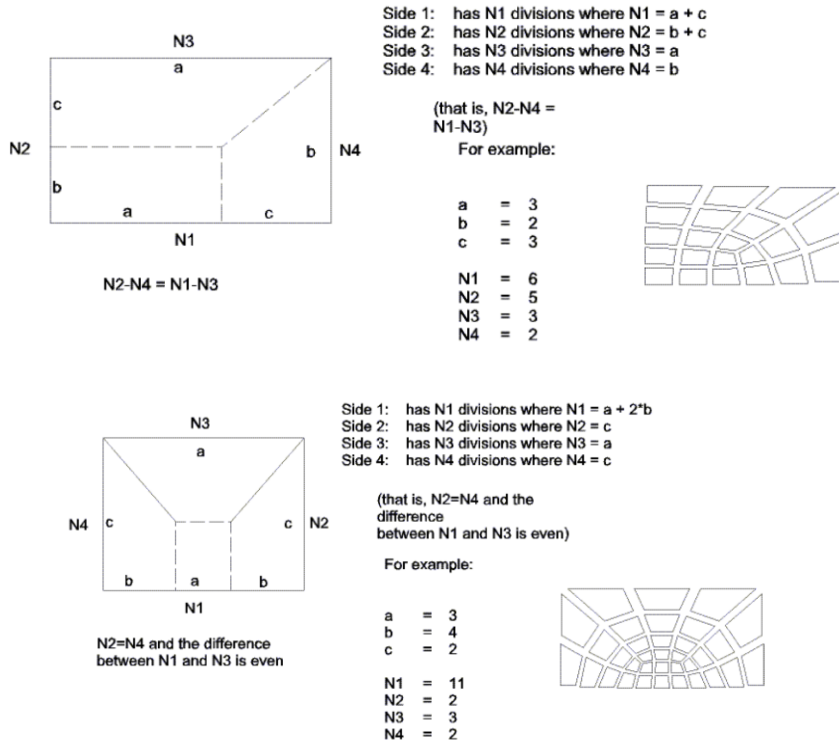 Side 1: has N1 divisions where N1 = a + c
Side 2: has N2 divisions where N2 = b + c
Side 3: has N3 divisions where N3 = a
Side 4: has N4 divisions where N4 = b
N3
a
c
N2
b
a
c
b
N4
N1
N2-N4 = N1-N3
(that is, N2-N4 =
N1-N3)
For example:
a = 3
b = 2
c = 3
N1 = 6
N2 = 5
N3 = 3
N4 = 2
Side 1: has N1 divisions where N1 = a + 2*b
Side 2: has N2 divisions where N2 = c
Side 3: has N3 divisions where N3 = a
Side 4: has N4 divisions where N4 = c
N3
a
N4
c
c
N2
b
a
b
N1
N2=N4 and the difference
between N1 and N3 is even
(that is, N2=N4 and the
difference
between N1 and N3 is even)
For example:
a = 3
b = 4
c = 2
N1 = 11
N2 = 2
N3 = 3
N4 = 2